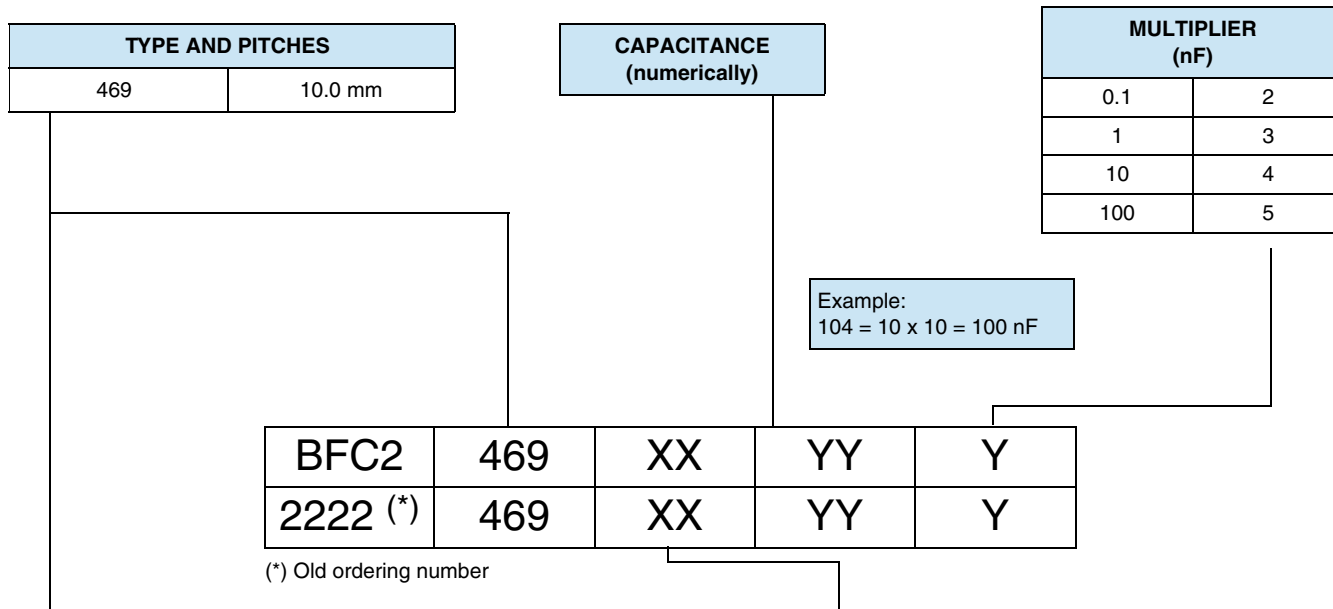 TYPE AND PITCHES
469 10.0 mm
CAPACITANCE
(numerically)
MULTIPLIER
(nF)
0.1 2
1 3
10 4
100 5
Example:
104 = 10 x 10 = 100 nF
BFC2 469 XX YY Y
2222 (*) 469 XX YY Y
(*) Old ordering number